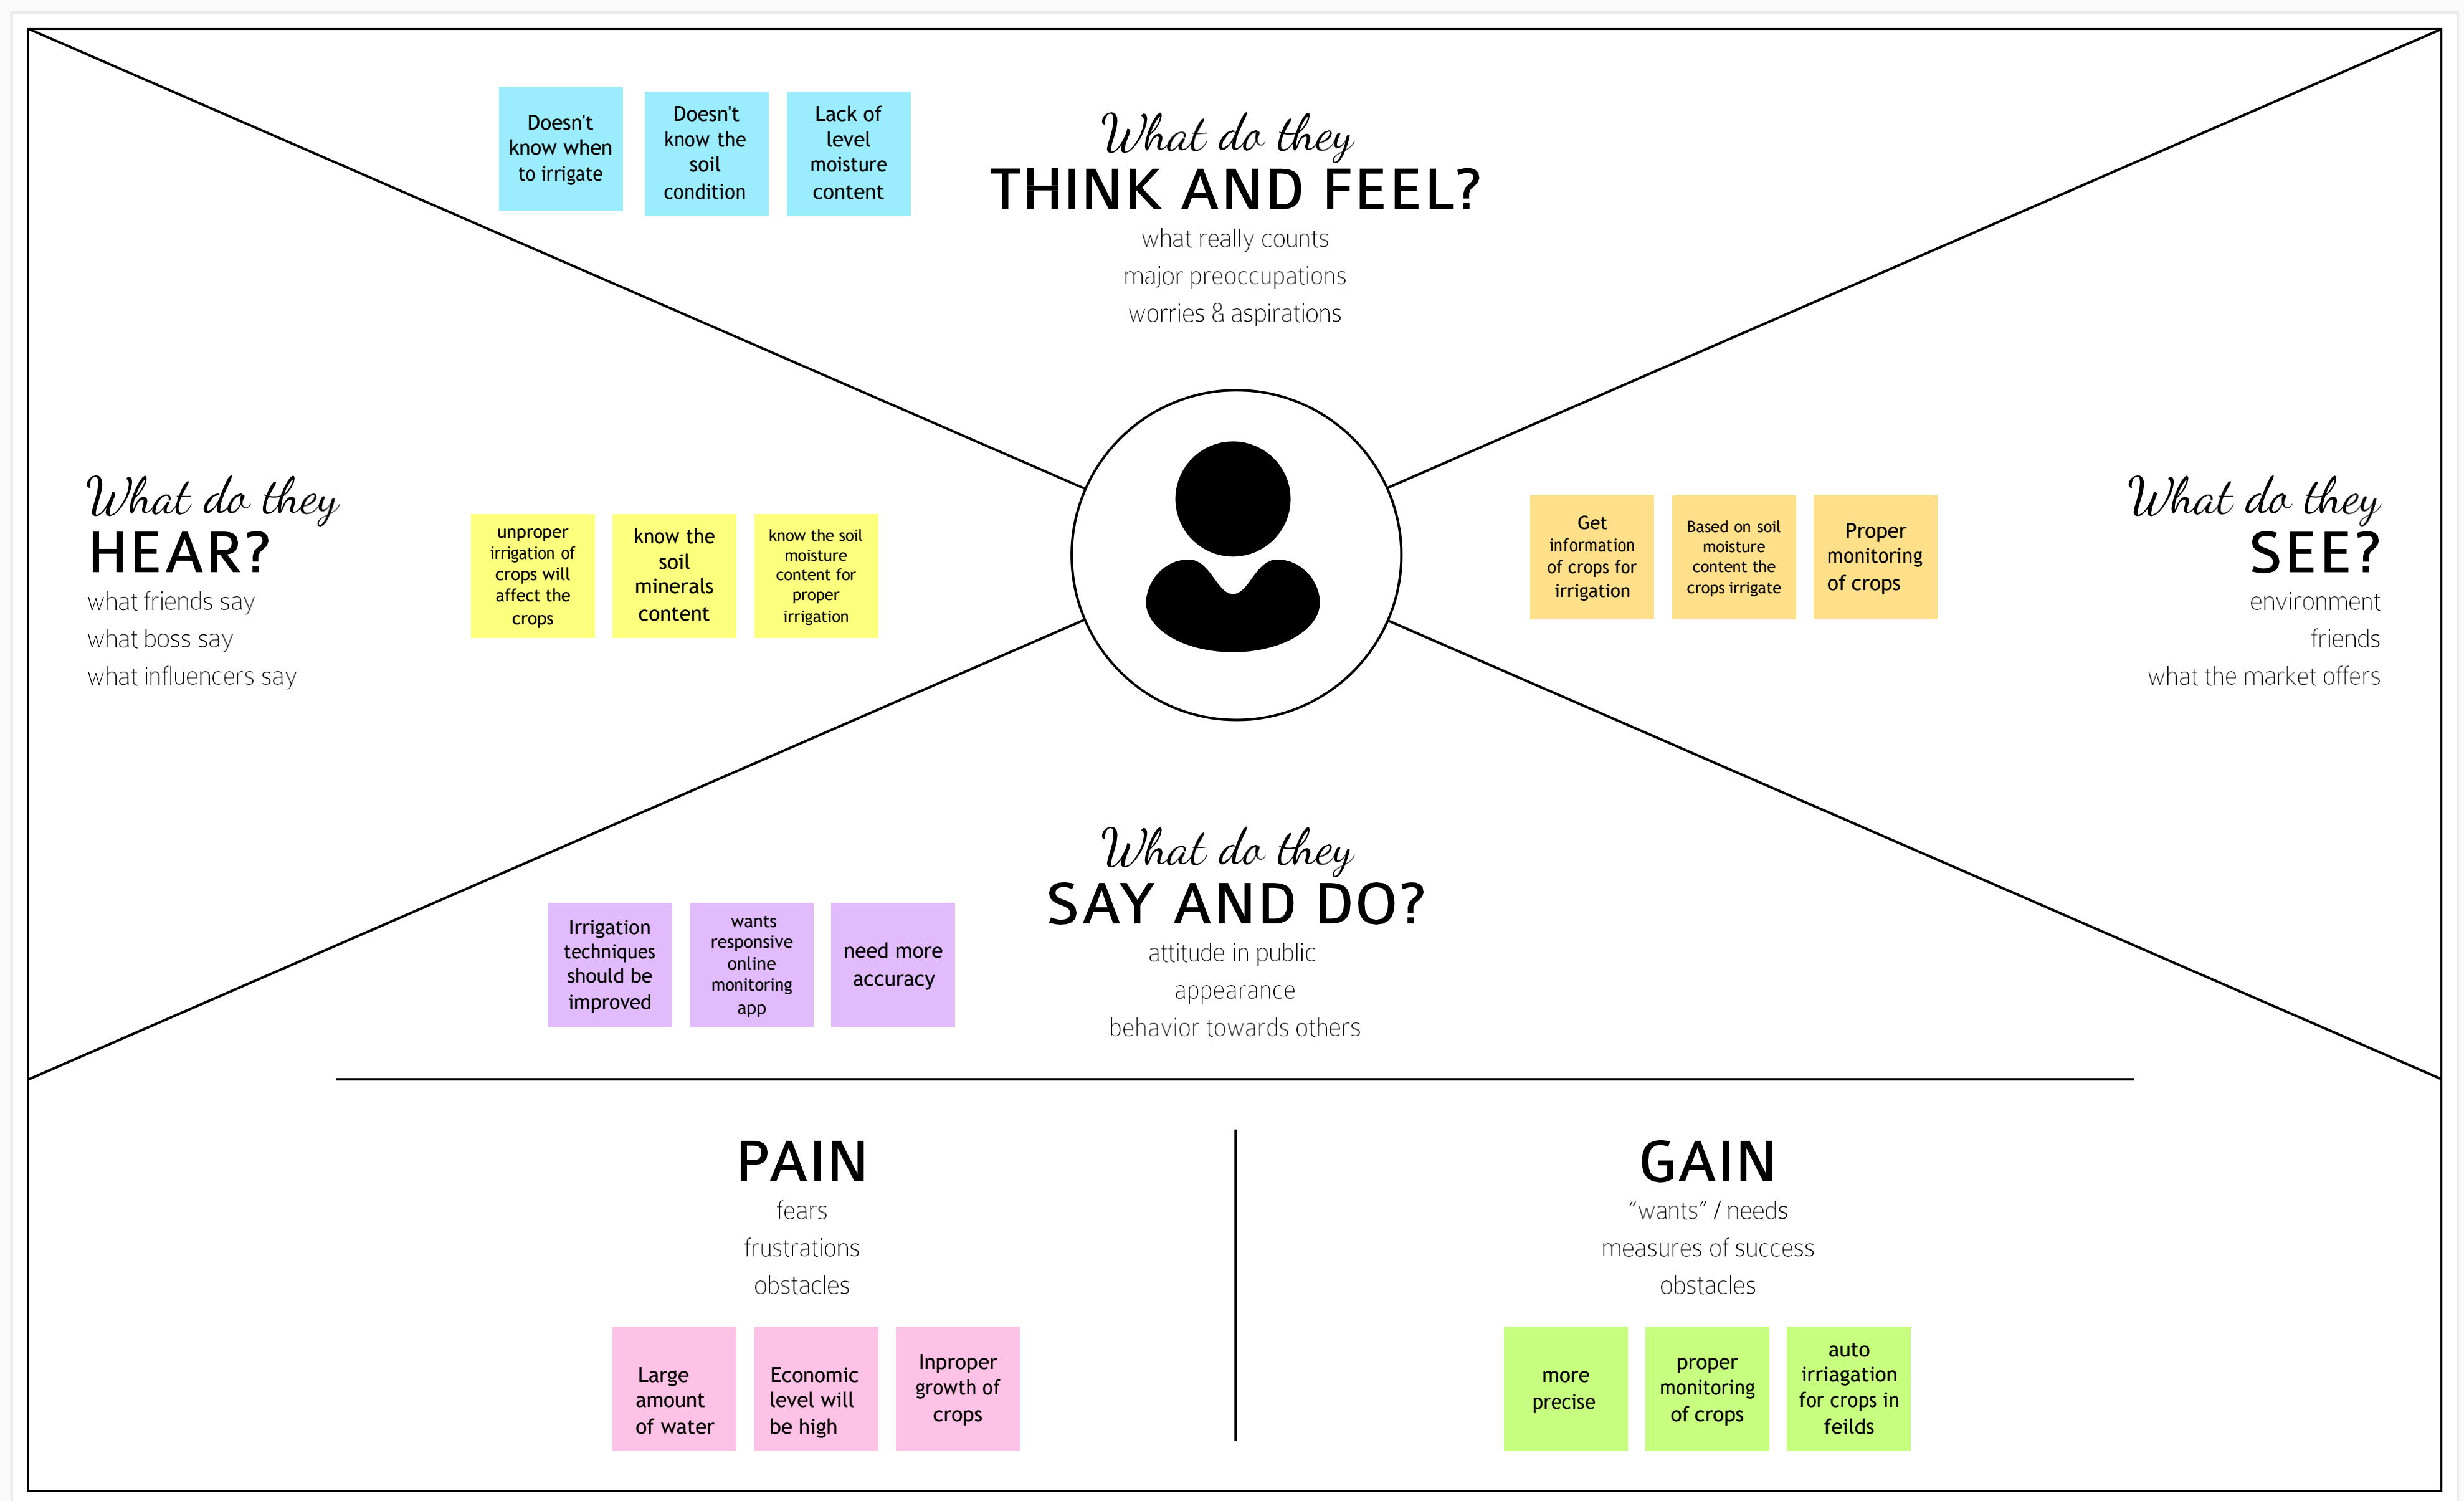 Doesn't
know when
to irrigate
Doesn't
know the
soil
condition
Lack of
level
moisture
content
What do they
THINK AND FEEL?
what really counts
major preoccupations
worries & aspirations
What do they
HEAR?
what friends say
what boss say
what influencers say
unproper
irrigation of
crops will
affect the
crops
know the
soil
minerals
content
know the soil
moisture
content for
proper
irrigation
Get
information
of crops for
irrigation
Based on soil
moisture
content the
crops irrigate
Proper
monitoring
of crops
What do they
SEE?
environment
friends
what the market offers
Irrigation
techniques
should be
improved
wants
responsive
online
monitoring
app
need more
accuracy
What do they
SAY AND DO?
attitude in public
appearance
behavior towards others
PAIN
fears
frustrations
obstacles
Large
amount
of water
Economic
level will
be high
Inproper
growth of
crops
GAIN
“wants” / needs
measures of success
obstacles
more
precise
proper
monitoring
of crops
auto
irriagation
for crops in
feilds